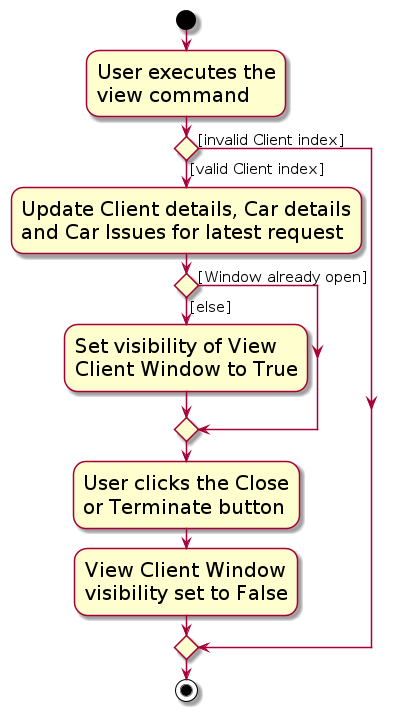 User executes the
view command
[invalid Client index]
[valid Client index]
Update Client details, Car details
and Car Issues for latest request
[Window already open]
[else]
Set visibility of View
Client Window to True
User clicks the Close
or Terminate button
View Client Window
visibility set to False